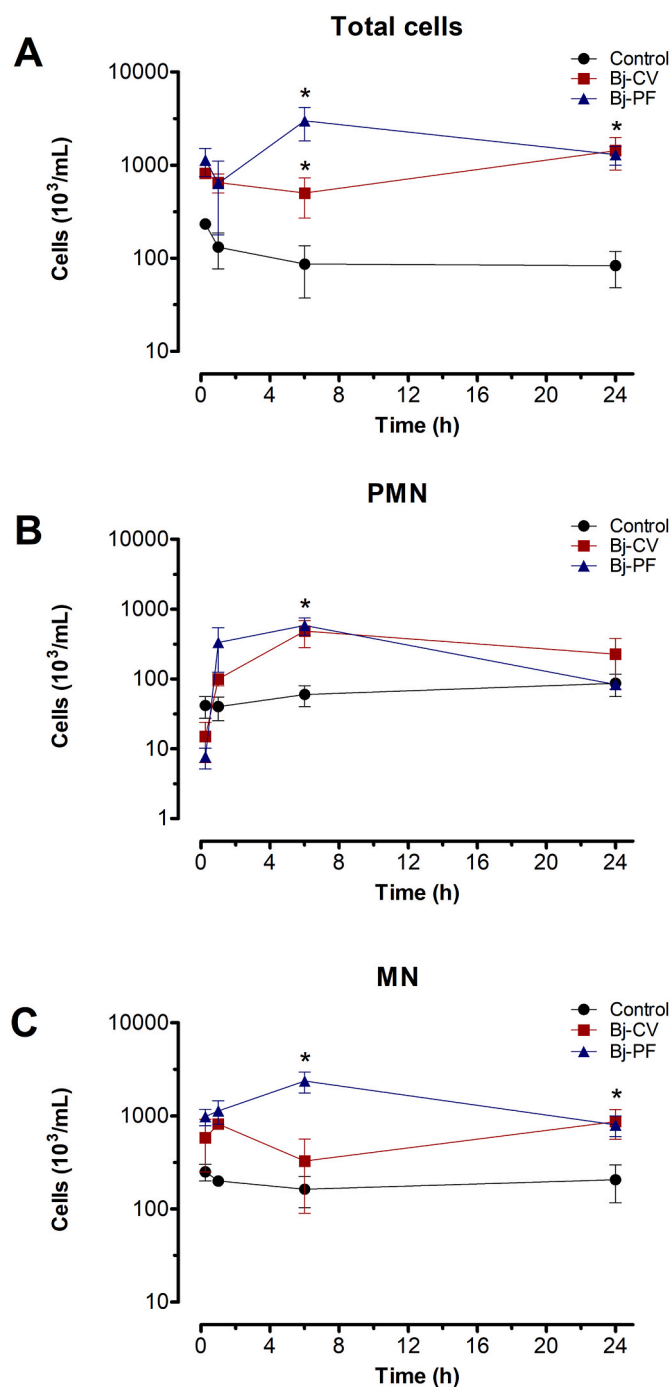 Total cells
A
Control
Bj-CV
Bj-PF
10000
1000
100
10
Cells (10³/mL)
* * *
0 4 8 12 16 20 24
Time (h)
PMN
B
Control
Bj-CV
Bj-PF
10000
1000
100
10
1
Cells (10³/mL)
*
0 4 8 12 16 20 24
Time (h)
MN
C
Control
Bj-CV
Bj-PF
10000
1000
100
10
Cells (10³/mL)
* *
0 4 8 12 16 20 24
Time (h)